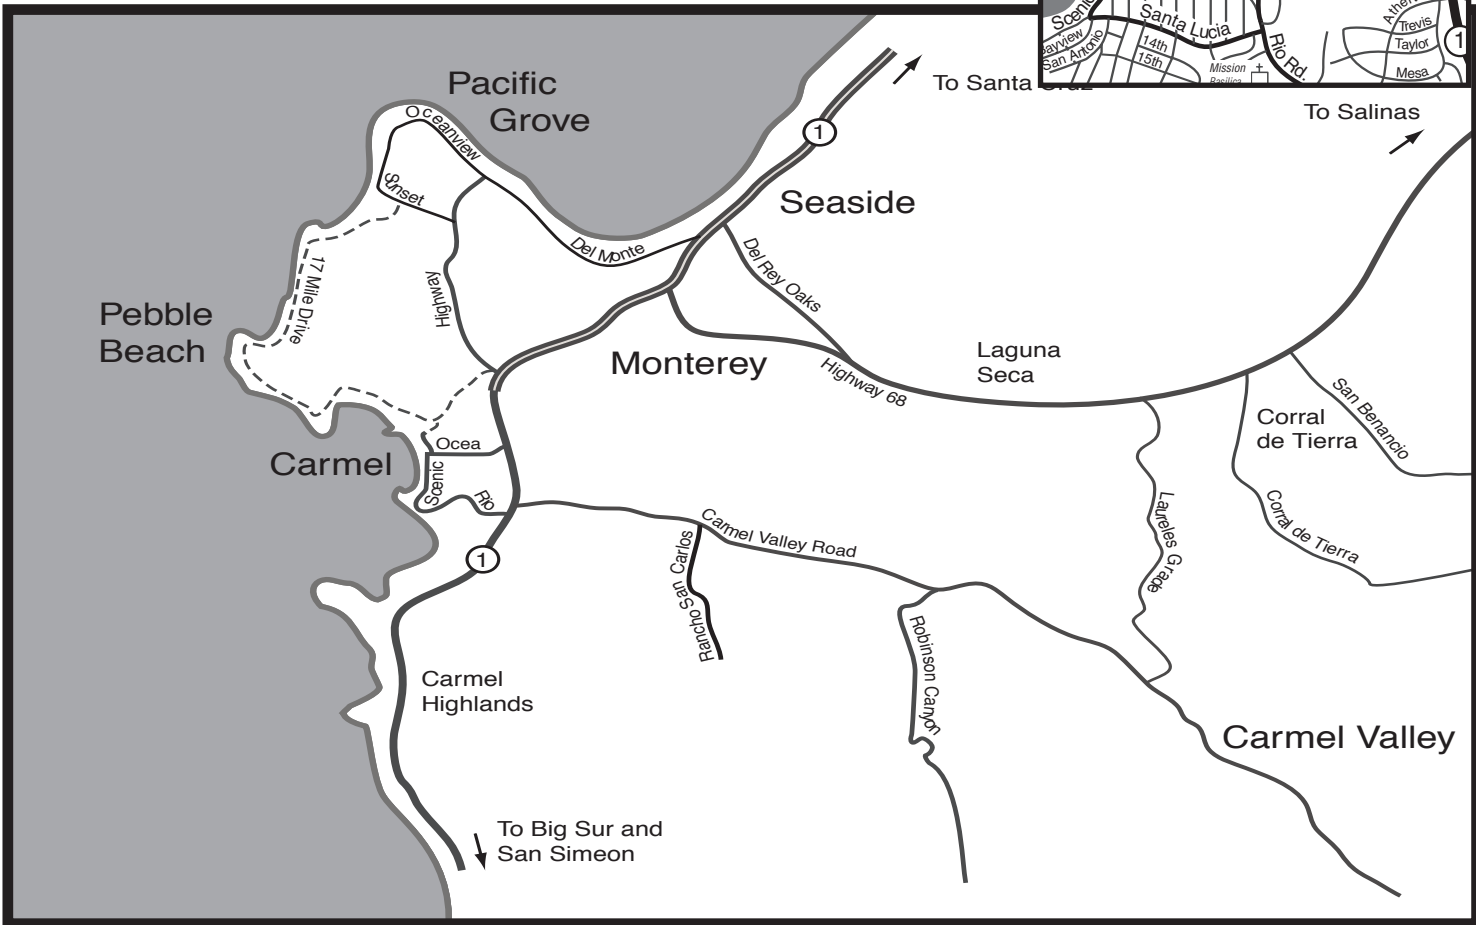 Scenic
Santa Lucia
Bayview
San Antonio
14th
15th
Mission
Basilica
Rio Rd.
Trevis
Taylor
Mesa
1
To Santa Cruz
To Salinas
Pacific
Grove
Oceanview
Sunset
1
Seaside
Del Monte
Del Rey Oaks
17 Mile Drive
Highway
Pebble
Beach
Monterey
Highway 68
Laguna
Seca
San Benancio
Corral
de Tierra
Corral de Tierra
Laureles Grade
Carmel
Ocea
Scenic
Rio
1
Carmel Valley Road
Rancho San Carlos
Robinson Canyon
Carmel
Highlands
Carmel Valley
To Big Sur and
San Simeon